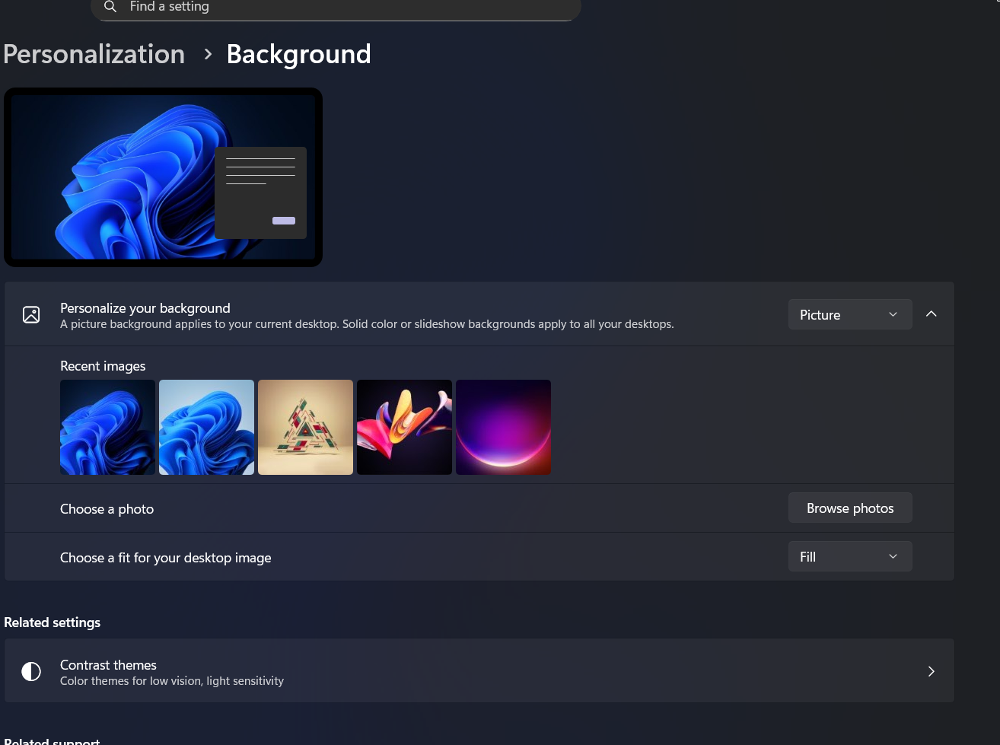 Find a setting
Personalization > Background
Personalize your background
A picture background applies to your current desktop. Solid color or slideshow backgrounds apply to all your desktops.
Picture
Recent images
Choose a photo
Browse photos
Choose a fit for your desktop image
Fill
Related settings
Contrast themes
Color themes for low vision, light sensitivity
Related support